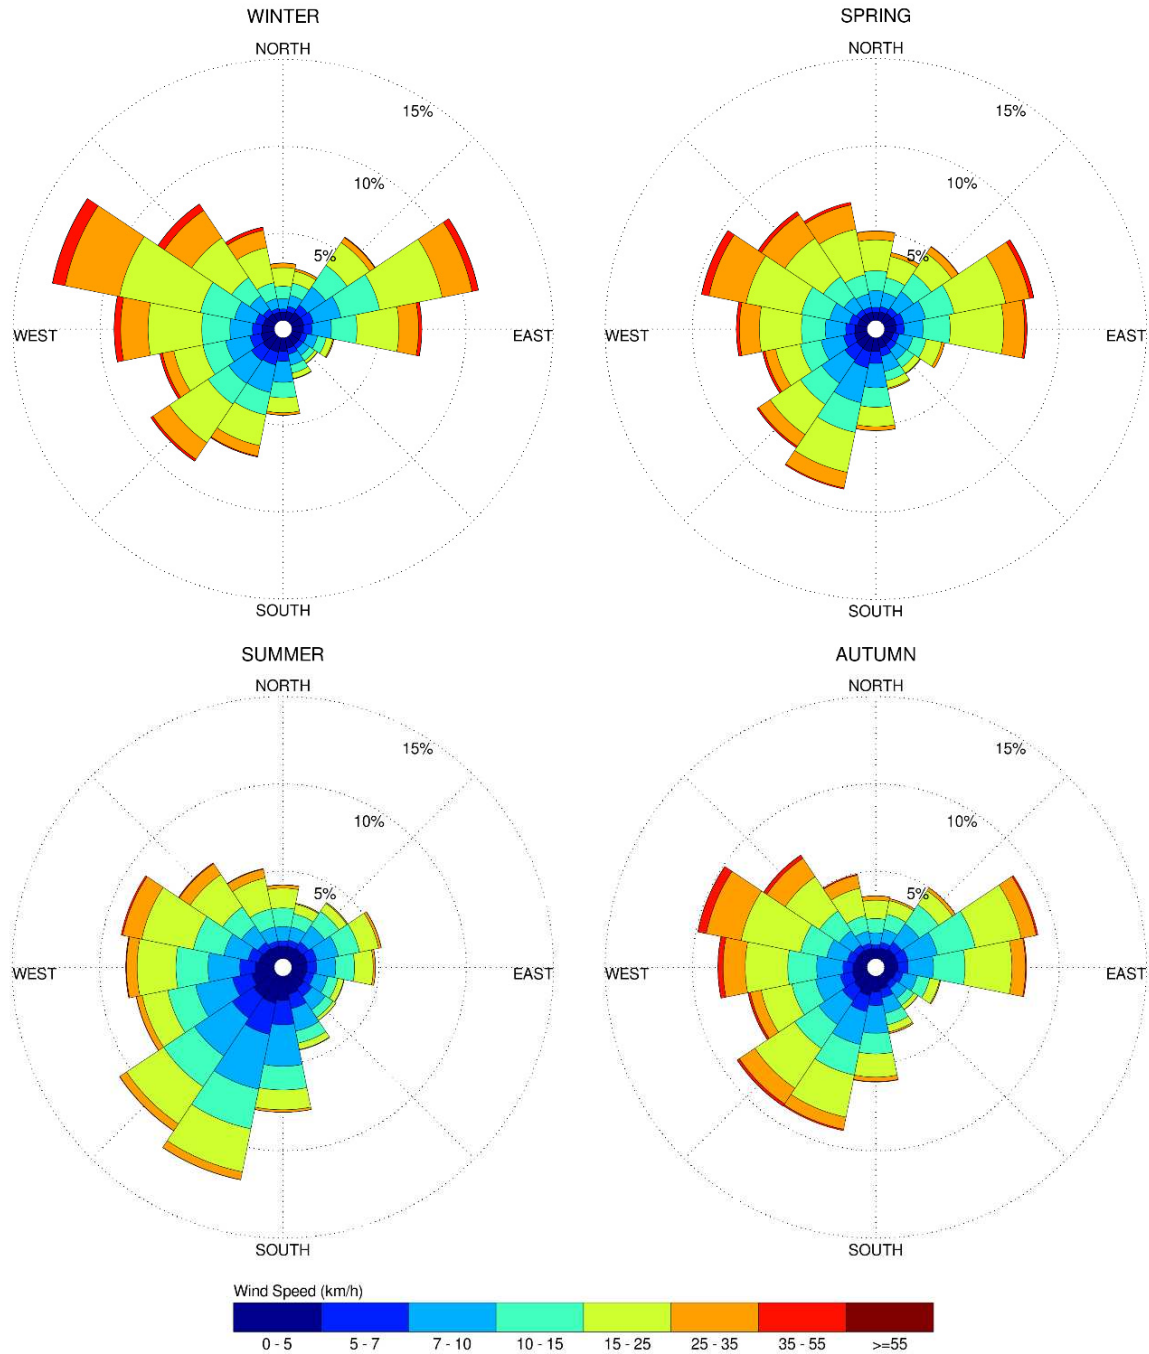 WINTER
NORTH
15%
10%
5%
WEST
EAST
SOUTH
SPRING
NORTH
15%
10%
5%
WEST
EAST
SOUTH
SUMMER
NORTH
15%
10%
5%
WEST
EAST
SOUTH
AUTUMN
NORTH
15%
10%
5%
WEST
EAST
SOUTH
Wind Speed (km/h)
0 - 5 5 - 7 7 - 10 10 - 15 15 - 25 25 - 35 35 - 55 >=55